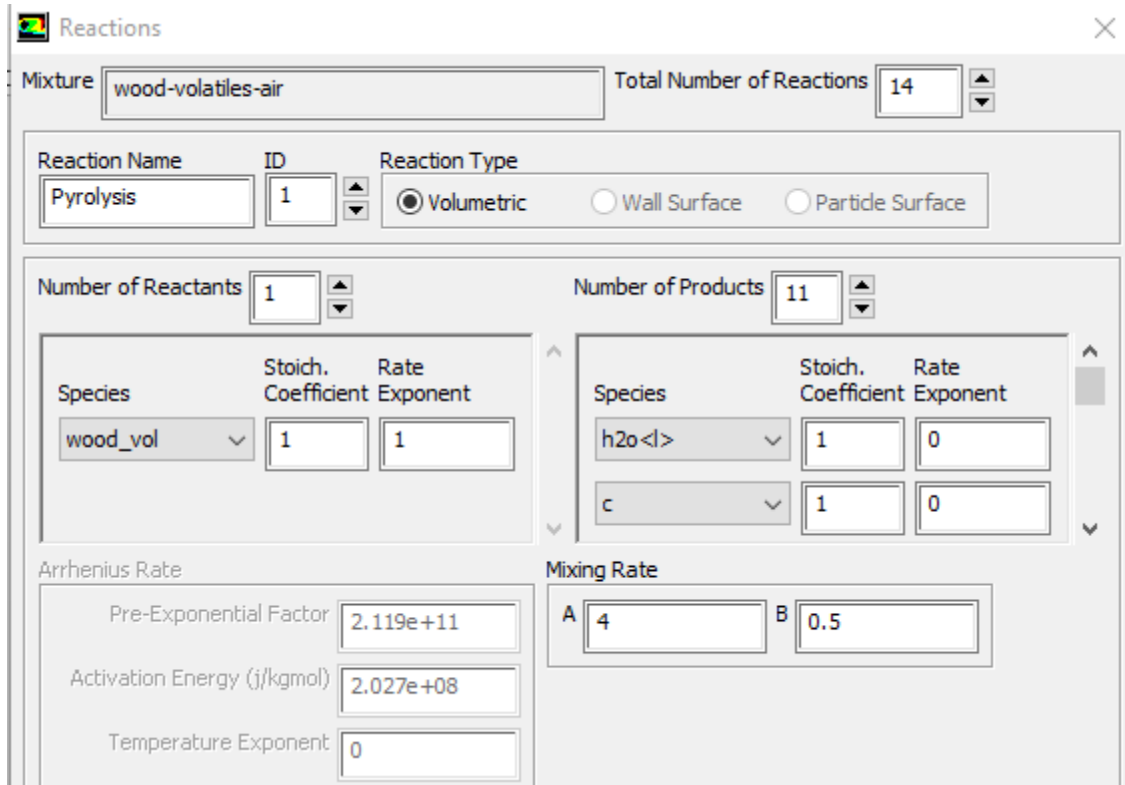 Reactions
Mixture wood-volatiles-air Total Number of Reactions 14
Reaction Name ID Reaction Type
Pyrolysis 1 Volumetric Wall Surface Particle Surface
Number of Reactants 1 Number of Products 11
Stoich. Rate Stoich. Rate
Species Coefficient Exponent Species Coefficient Exponent
wood_vol 1 1 h2o<l> 1 0
c 1 0
Arrhenius Rate Mixing Rate
Pre-Exponential Factor 2.119e+11 A 4 B 0.5
Activation Energy (j/kgmol) 2.027e+08
Temperature Exponent 0